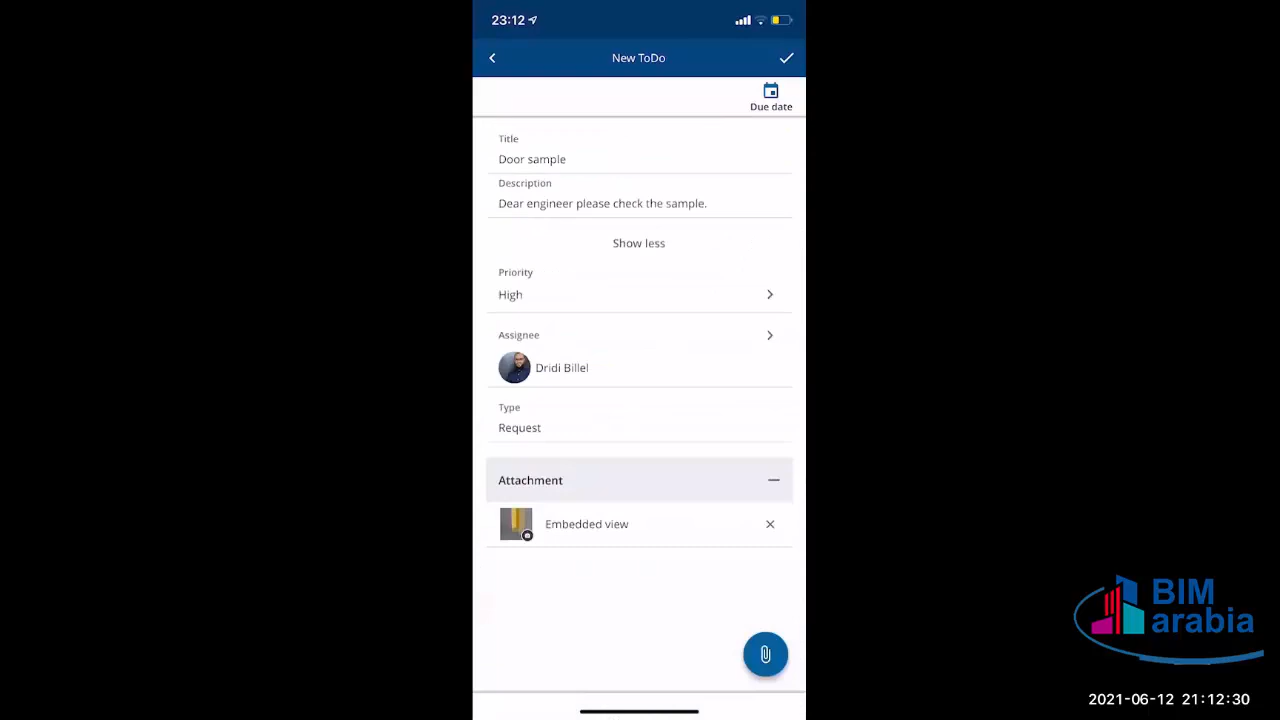 23:12
New ToDo
Due date
Title
Door sample
Description
Dear engineer please check the sample.
Show less
Priority
High
Assignee
Dridi Billel
Type
Request
Attachment
Embedded view
BIM
arabia
2021-06-12 21:12:30